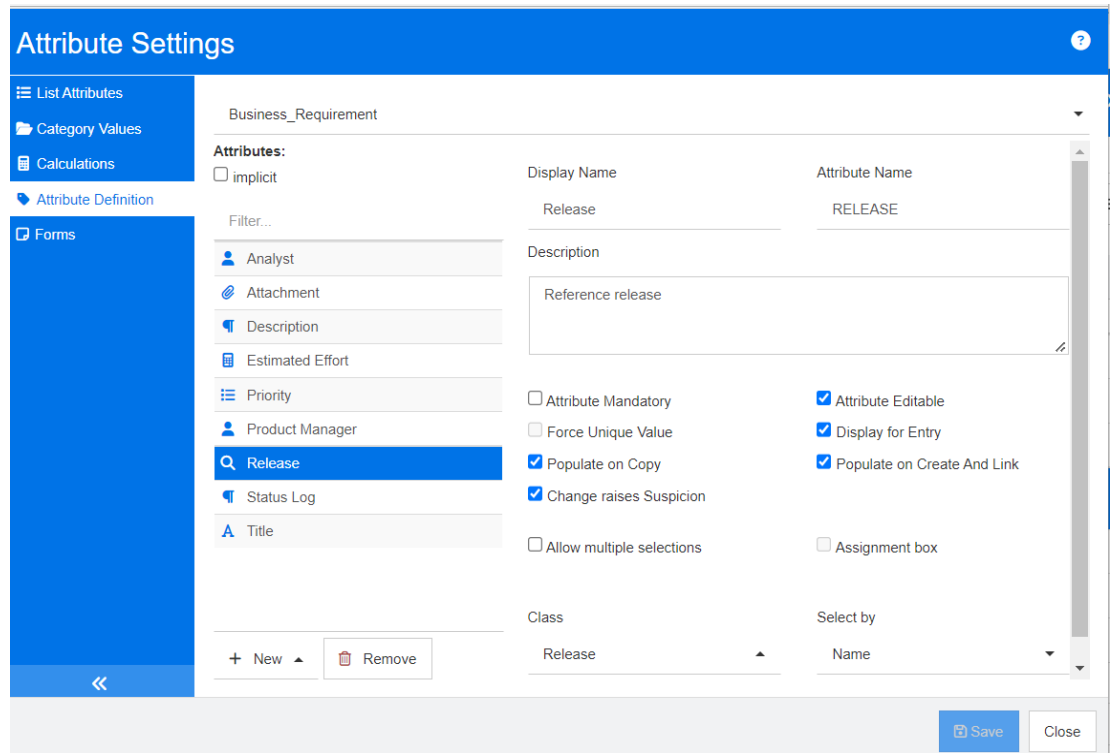 Attribute Settings
?
List Attributes
Category Values
Calculations
Attribute Definition
Forms
Business_Requirement
Attributes:
implicit
Filter...
Analyst
Attachment
Description
Estimated Effort
Priority
Product Manager
Release
Status Log
A Title
+ New
Remove
Display Name
Attribute Name
Release
RELEASE
Description
Reference release
Attribute Mandatory
Attribute Editable
Force Unique Value
Display for Entry
Populate on Copy
Populate on Create And Link
Change raises Suspicion
Allow multiple selections
Assignment box
Class
Select by
Release
Name
Save
Close